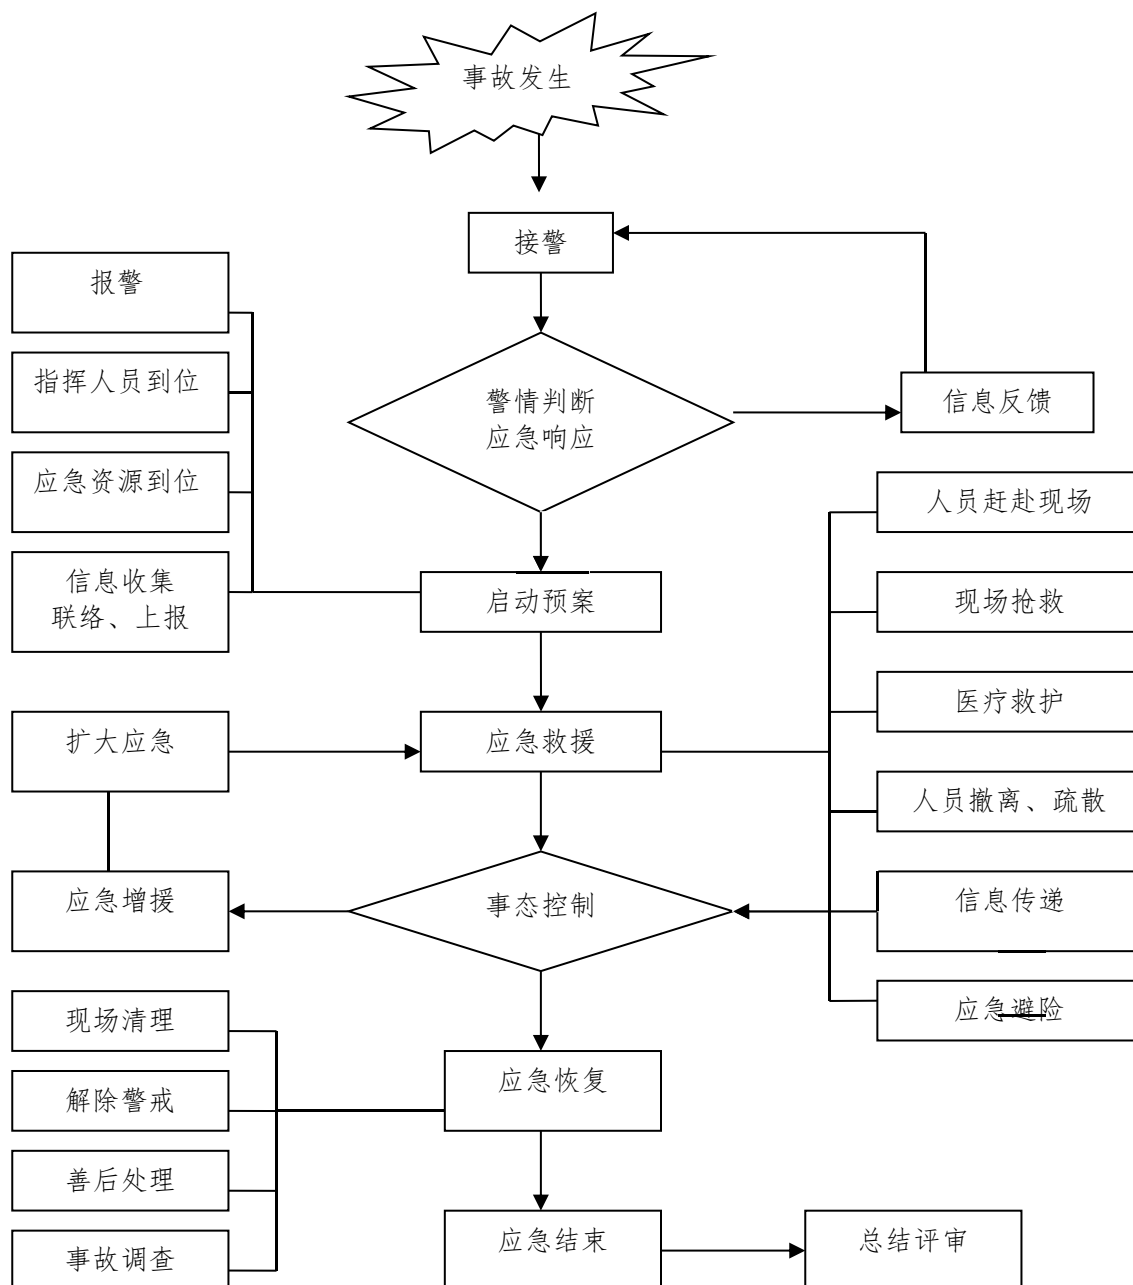 事故发生
接警
报警
指挥人员到位
警情判断
应急响应
信息反馈
应急资源到位
人员赶赴现场
信息收集
联络、上报
启动预案
现场抢救
医疗救护
扩大应急
应急救援
人员撤离、疏散
应急增援
事态控制
信息传递
现场清理
应急避险
应急恢复
解除警戒
善后处理
事故调查
应急结束
总结评审